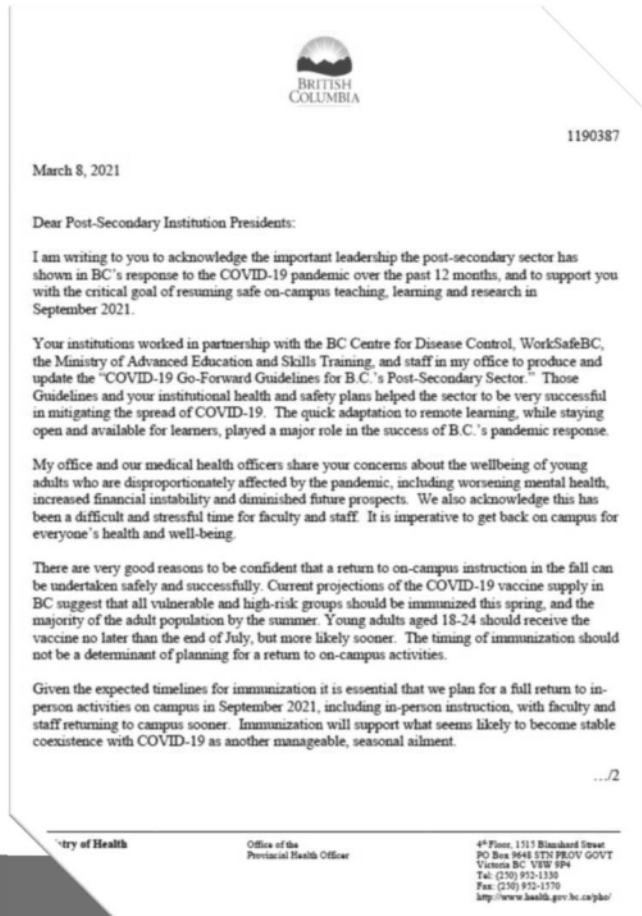 BRITISH
COLUMBIA
1190387
March 8, 2021
Dear Post-Secondary Institution Presidents:
I am writing to you to acknowledge the important leadership the post-secondary sector has
shown in BC's response to the COVID-19 pandemic over the past 12 months, and to support you
with the critical goal of resuming safe on-campus teaching, learning and research in
September 2021.
Your institutions worked in partnership with the BC Centre for Disease Control, WorkSafeBC,
the Ministry of Advanced Education and Skills Training, and staff in my office to produce and
update the "COVID-19 Go-Forward Guidelines for B.C.'s Post-Secondary Sector." Those
Guidelines and your institutional health and safety plans helped the sector to be very successful
in mitigating the spread of COVID-19. The quick adaptation to remote learning, while staying
open and available for learners, played a major role in the success of B.C.'s pandemic response.
My office and our medical health officers share your concerns about the wellbeing of young
adults who are disproportionately affected by the pandemic, including worsening mental health,
increased financial instability and diminished future prospects. We also acknowledge this has
been a difficult and stressful time for faculty and staff. It is imperative to get back on campus for
everyone's health and well-being.
There are very good reasons to be confident that a return to on-campus instruction in the fall can
be undertaken safely and successfully. Current projections of the COVID-19 vaccine supply in
BC suggest that all vulnerable and high-risk groups should be immunized this spring, and the
majority of the adult population by the summer. Young adults aged 18-24 should receive the
vaccine no later than the end of July, but more likely sooner. The timing of immunization should
not be a determinant of planning for a return to on-campus activities.
Given the expected timelines for immunization it is essential that we plan for a full return to in-
person activities on campus in September 2021, including in-person instruction, with faculty and
staff returning to campus sooner. Immunization will support what seems likely to become stable
coexistence with COVID-19 as another manageable, seasonal ailment.
…/2
stry of Health
Office of the
Provincial Health Officer
4th Floor, 1515 Blanshard Street
PO Box 9648 STN PROV GOVT
Victoria BC V8W 9P4
Tel: (250) 952-1330
Fax: (250) 952-1570
http://www.health.gov.bc.ca/pho/